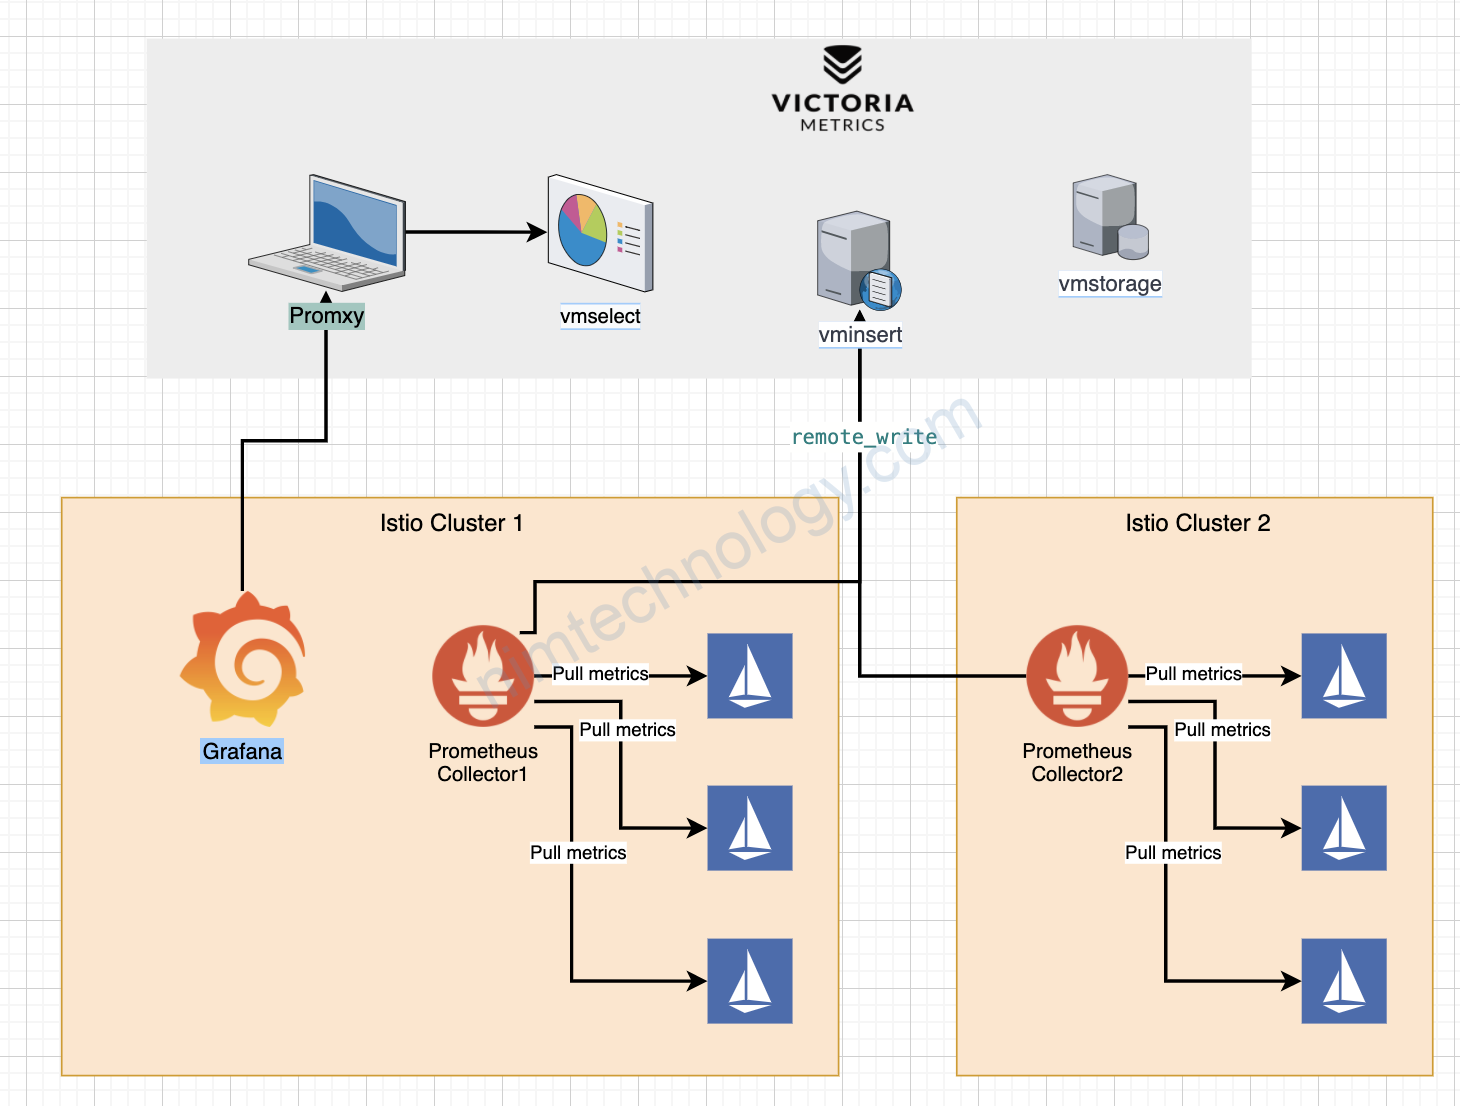 VICTORIA
METRICS
Promxy
vmselect
vminsert
vmstorage
remote_write
nimtechnology.com
Istio Cluster 1
Istio Cluster 2
Grafana
Prometheus
Collector1
Pull metrics
Pull metrics
Pull metrics
Prometheus
Collector2
Pull metrics
Pull metrics
Pull metrics